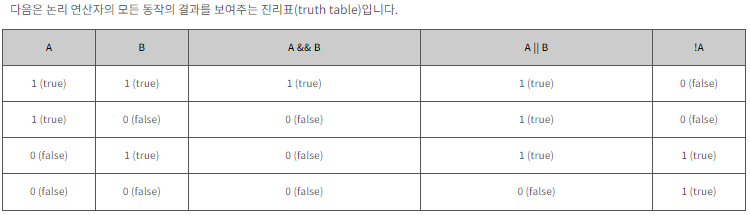 다음은 논리 연산자의 모든 동작의 결과를 보여주는 진리표(truth table)입니다.
A B A && B A || B !A
1 (true) 1 (true) 1 (true) 1 (true) 0 (false)
1 (true) 0 (false) 0 (false) 1 (true) 0 (false)
0 (false) 1 (true) 0 (false) 1 (true) 1 (true)
0 (false) 0 (false) 0 (false) 0 (false) 1 (true)